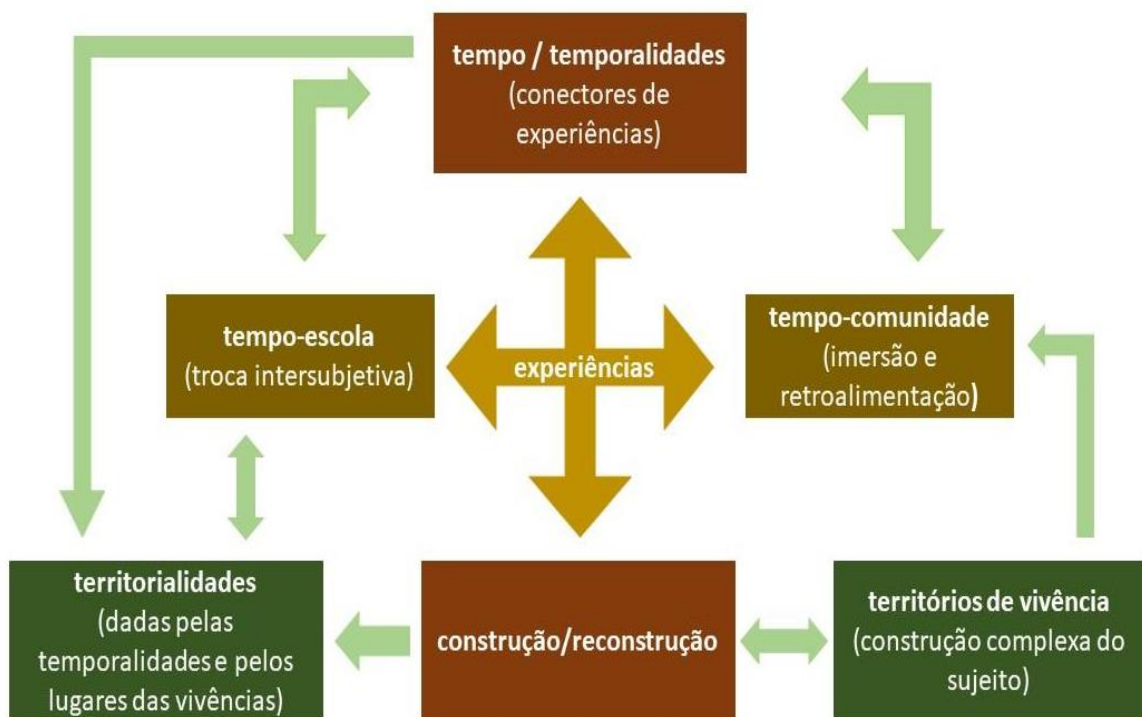 tempo / temporalidades
(conectores de
experiências)
tempo-escola
(troca intersubjetiva)
experiências
tempo-comunidade
(imersão e
retroalimentação)
territorialidades
(dadas pelas
temporalidades e pelos
lugares das vivências)
construção/reconstrução
territórios de vivência
(construção complexa do
sujeito)